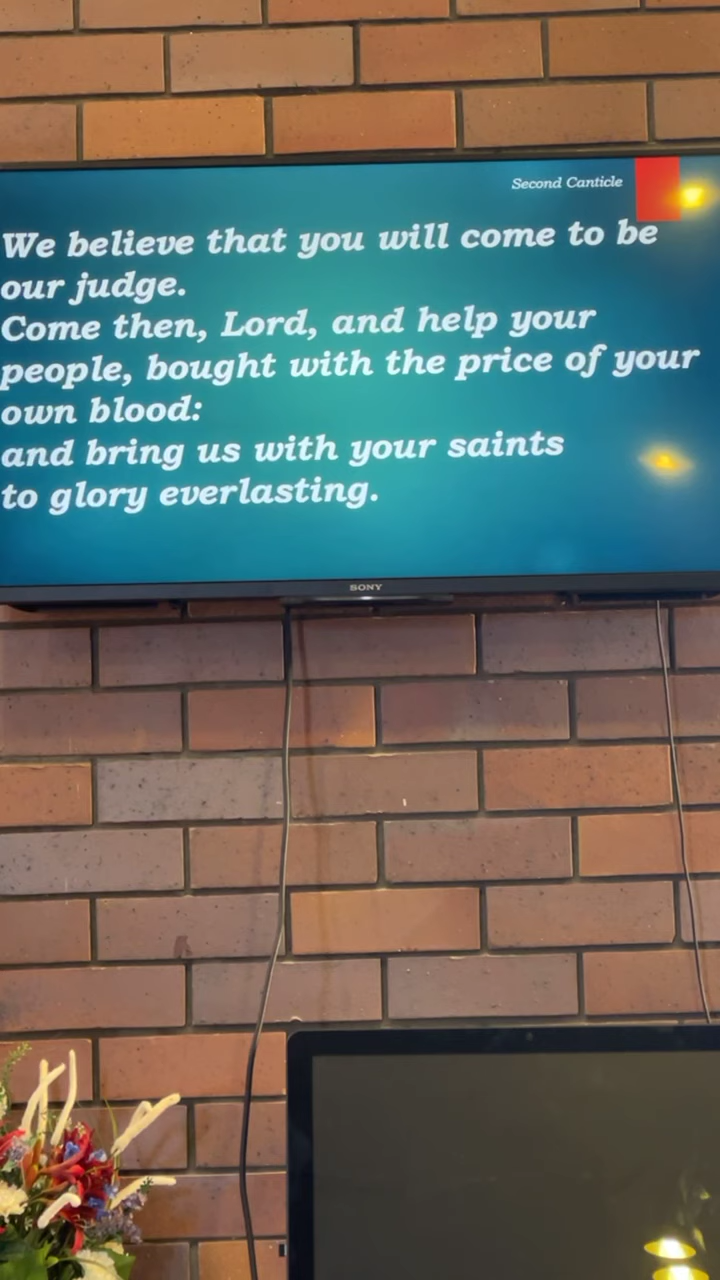 Second Canticle
We believe that you will come to be
our judge.
Come then, Lord, and help your
people, bought with the price of your
own blood:
and bring us with your saints
to glory everlasting.
SONY